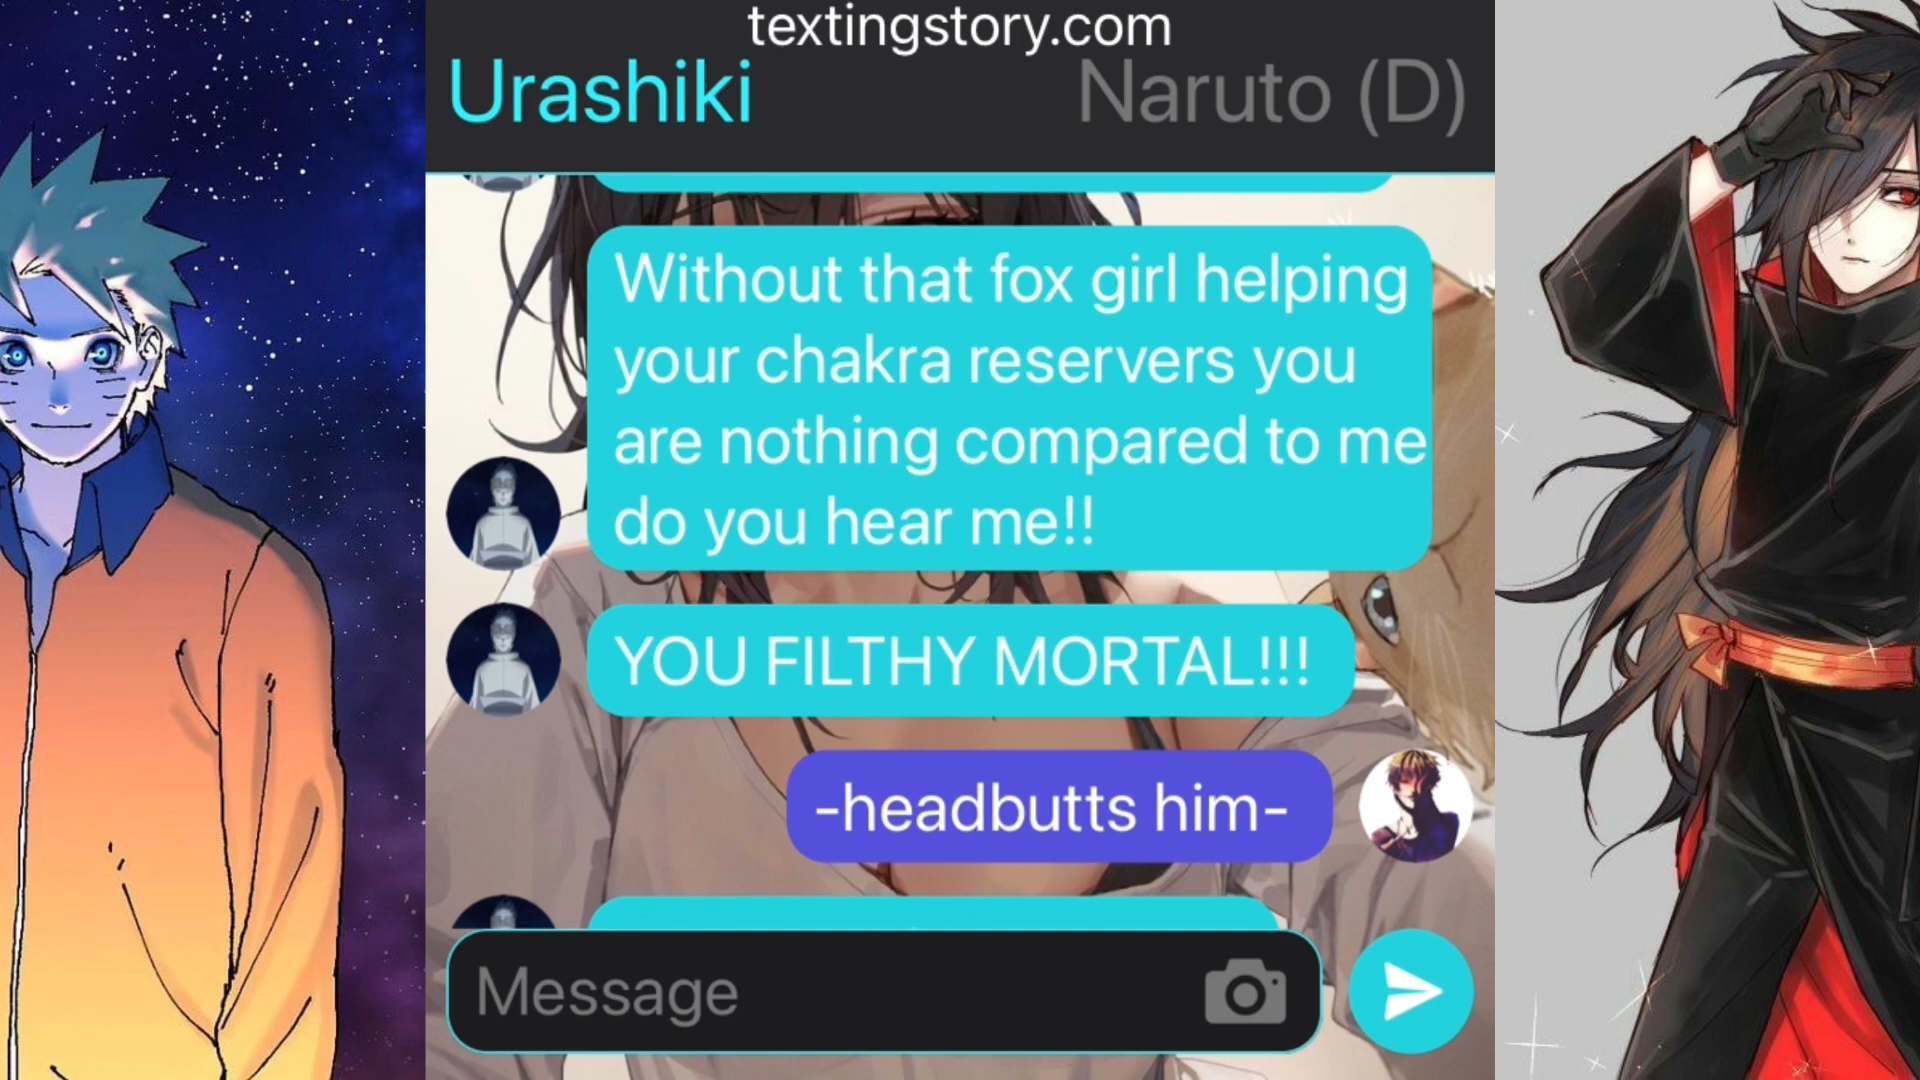 textingstory.com
Urashiki Naruto (D)
Without that fox girl helping
your chakra reservers you
are nothing compared to me
do you hear me!!
YOU FILTHY MORTAL!!!
-headbutts him-
Message